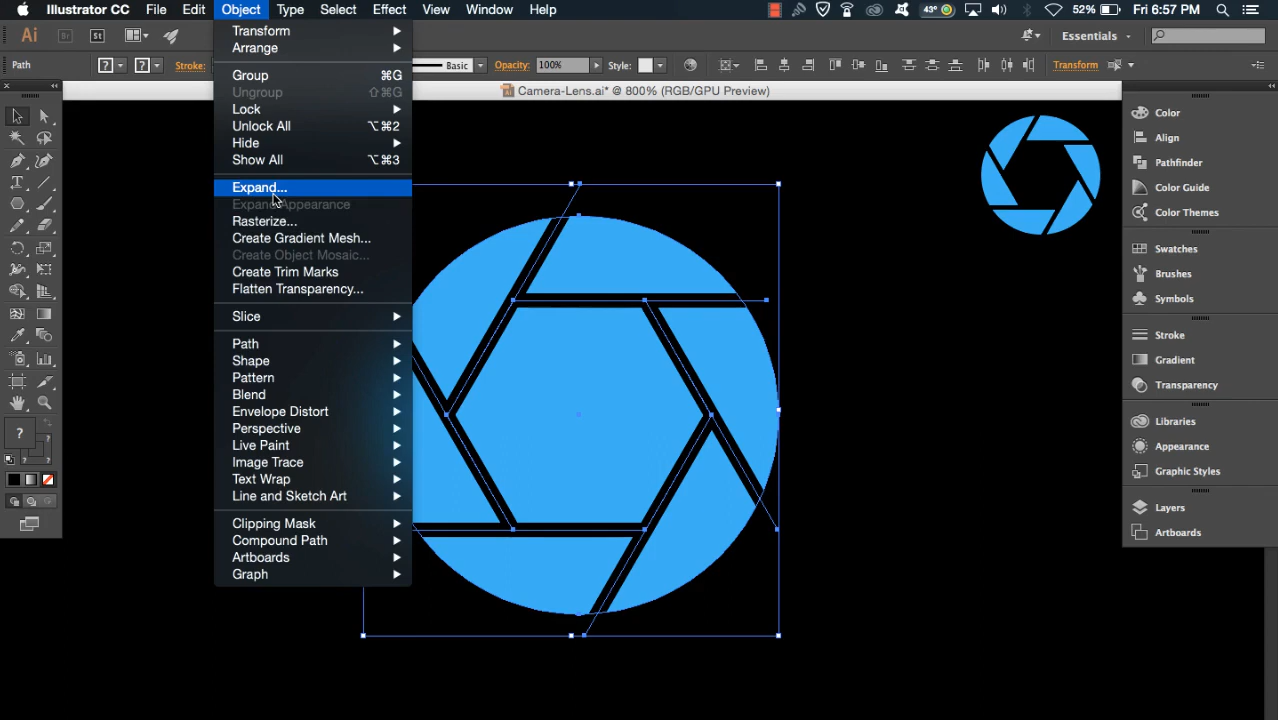 Illustrator CC File Edit Object Type Select Effect View Window Help 43° 52% Fri 6:57 PM
Ai Br St Essentials
Path ? ? Stroke: Basic Opacity: 100% Style: Transform
Camera-Lens.ai* @ 800% (RGB/GPU Preview)
Transform
Arrange
Group ⌘G
Ungroup ⇧⌘G
Lock
Unlock All ⌥⌘2
Hide
Show All ⌥⌘3
Expand...
Expand Appearance
Rasterize...
Create Gradient Mesh...
Create Object Mosaic...
Create Trim Marks
Flatten Transparency...
Slice
Path
Shape
Pattern
Blend
Envelope Distort
Perspective
Live Paint
Image Trace
Text Wrap
Line and Sketch Art
Clipping Mask
Compound Path
Artboards
Graph
?
Color
Align
Pathfinder
Color Guide
Color Themes
Swatches
Brushes
Symbols
Stroke
Gradient
Transparency
Libraries
Appearance
Graphic Styles
Layers
Artboards